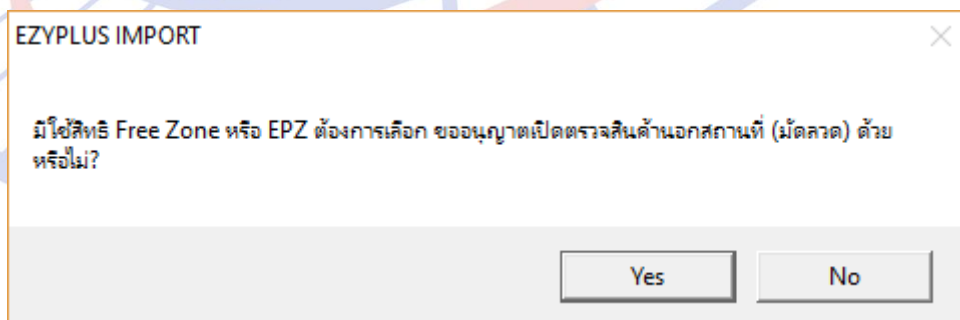 EZYPLUS IMPORT
มีใช้สิทธิ Free Zone หรือ EPZ ต้องการเลือก ขออนุญาตเปิดตรวจสินค้านอกสถานที่ (มัดลวด) ด้วย
หรือไม่?
Yes No